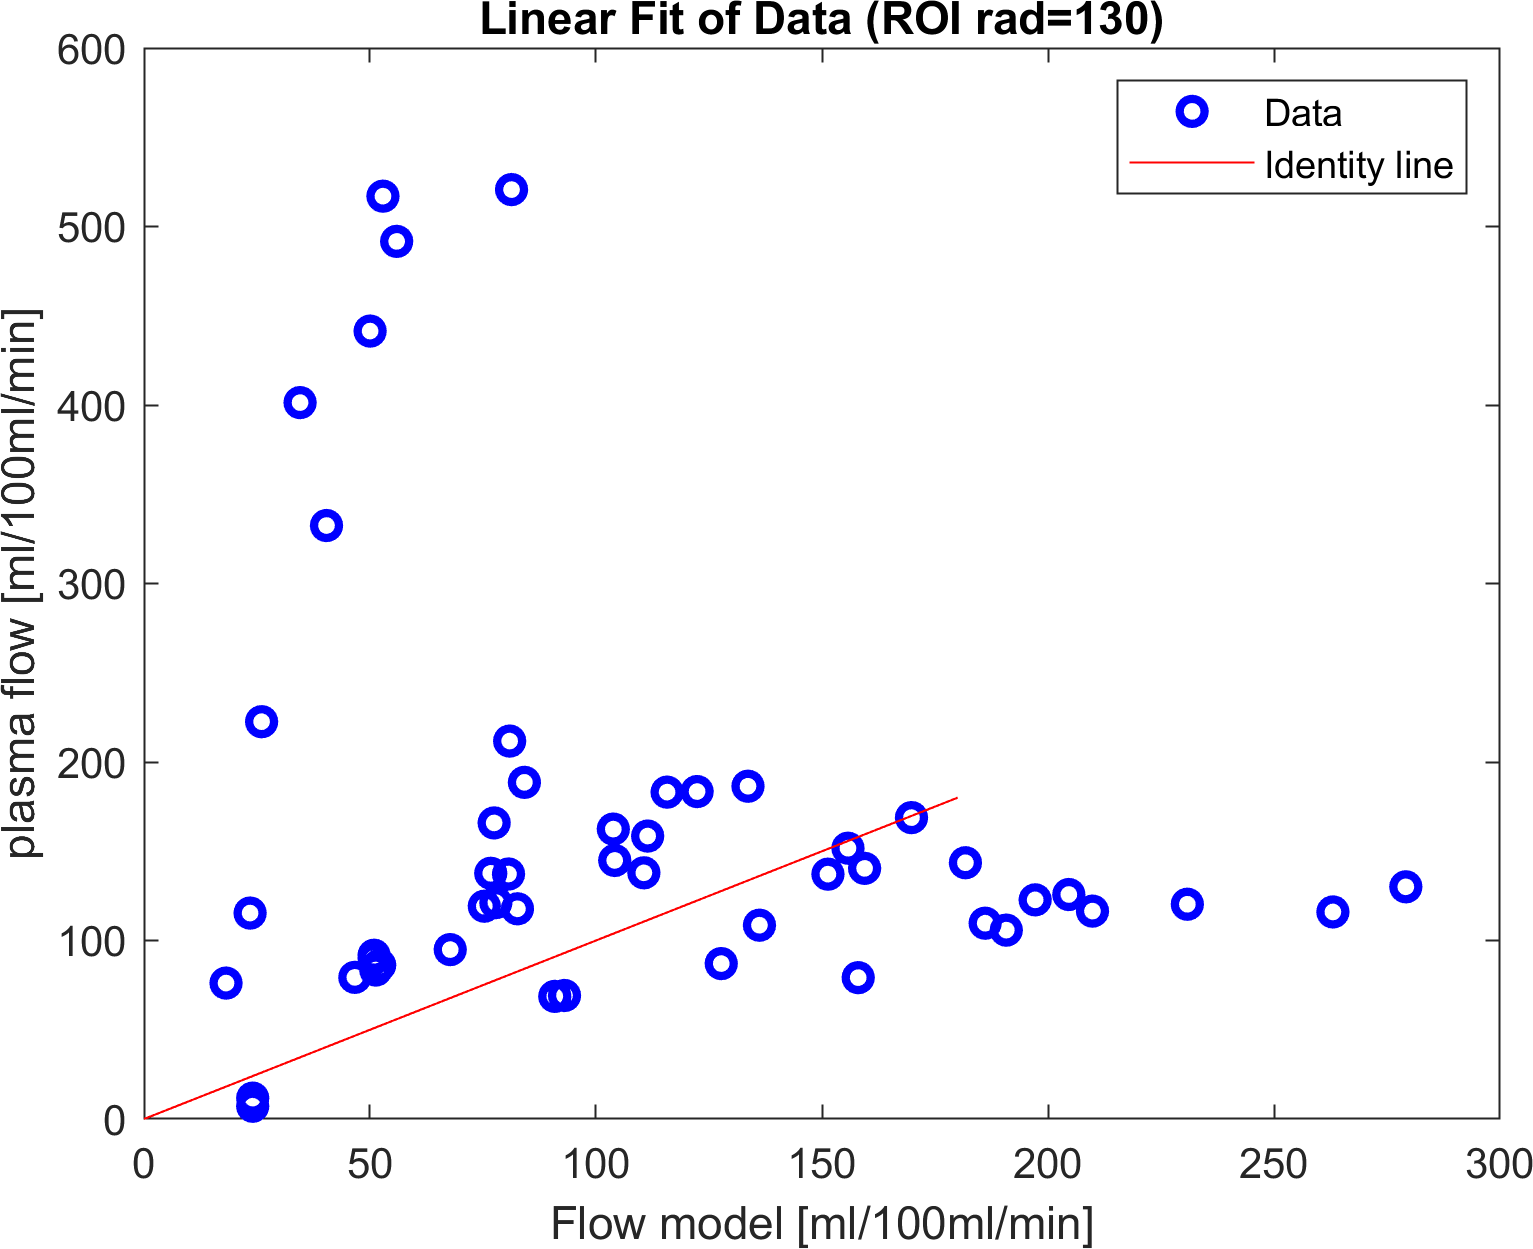 Linear Fit of Data (ROI rad=130)
600
500
400
300
200
100
0
plasma flow [ml/100ml/min]
Data
Identity line
0 50 100 150 200 250 300
Flow model [ml/100ml/min]